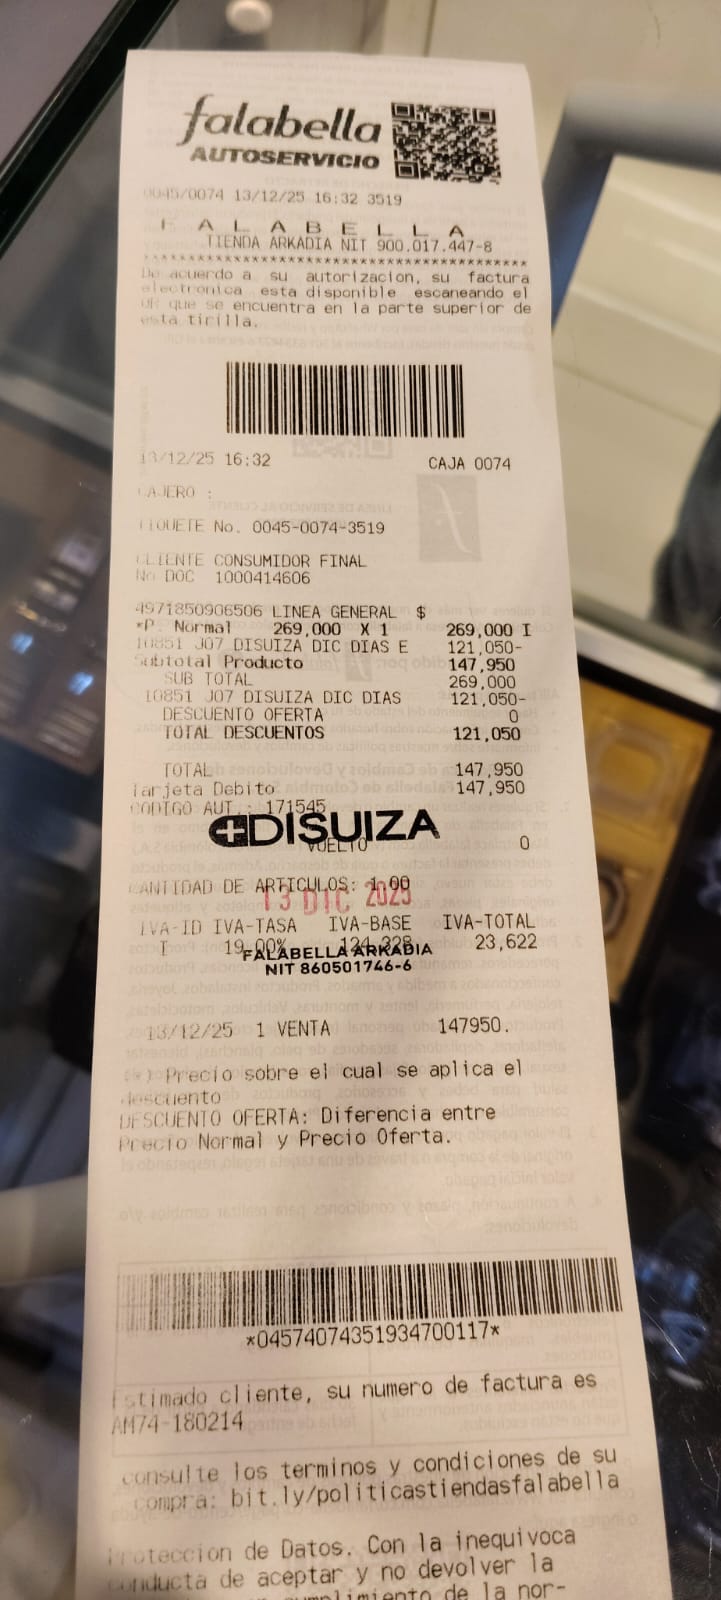 falabella
AUTOSERVICIO
0045/0074 13/12/25 16:32 3519
F A L A B E L L A
TIENDA ARKADIA NIT 900.017.447-8
****************************************
De acuerdo a su autorizacion, su factura
electronica esta disponible escaneando el
QR que se encuentra en la parte superior de
esta tirilla.
13/12/25 16:32 CAJA 0074
CAJERO :
TIQUETE No. 0045-0074-3519
CLIENTE CONSUMIDOR FINAL
No DOC 1000414606
4971850906506 LINEA GENERAL $
*P. Normal 269,000 X 1 269,000 I
10851 J07 DISUIZA DIC DIAS E 121,050-
Subtotal Producto 147,950
SUB TOTAL 269,000
10851 J07 DISUIZA DIC DIAS 121,050-
DESCUENTO OFERTA 0
TOTAL DESCUENTOS 121,050
TOTAL 147,950
Tarjeta Debito 147,950
CODIGO AUT.: 171545
DISUIZA
VUELTO 0
CANTIDAD DE ARTICULOS: 1.00
13 DIC 2025
IVA-ID IVA-TASA IVA-BASE IVA-TOTAL
I 19.00% 124,328 23,622
FALABELLA ARKADIA
NIT 860501746-6
13/12/25 1 VENTA 147950.
(*) Precio sobre el cual se aplica el
descuento
DESCUENTO OFERTA: Diferencia entre
Precio Normal y Precio Oferta.
*04574074351934700117*
Estimado cliente, su numero de factura es
AM74-180214
consulte los terminos y condiciones de su
compra: bit.ly/politicastiendasfalabella
Proteccion de Datos. Con la inequivoca
conducta de aceptar y no devolver la
cumplimiento de la nor-